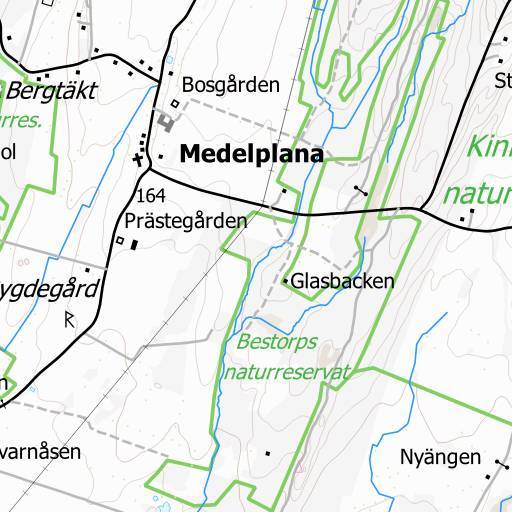 Bosgården
Bergtäkt
rres.
ol
Medelplana
St
Kin
natur
164
Prästegården
ygdegård
Glasbacken
Bestorps
naturreservat
n
varnåsen
Nyängen